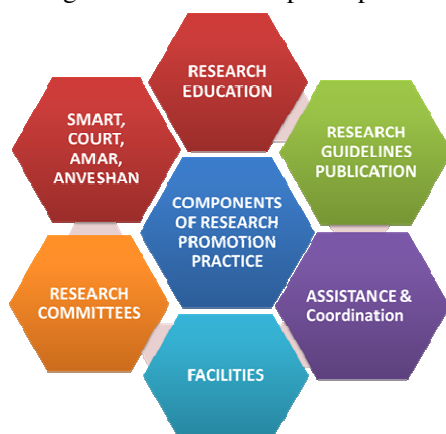 RESEARCH
EDUCATION
SMART,
COURT,
AMAR,
ANVESHAN
RESEARCH
GUIDELINES
PUBLICATION
COMPONENTS
OF RESEARCH
PROMOTION
PRACTICE
RESEARCH
COMMITTEES
ASSISTANCE &
Coordination
FACILITIES